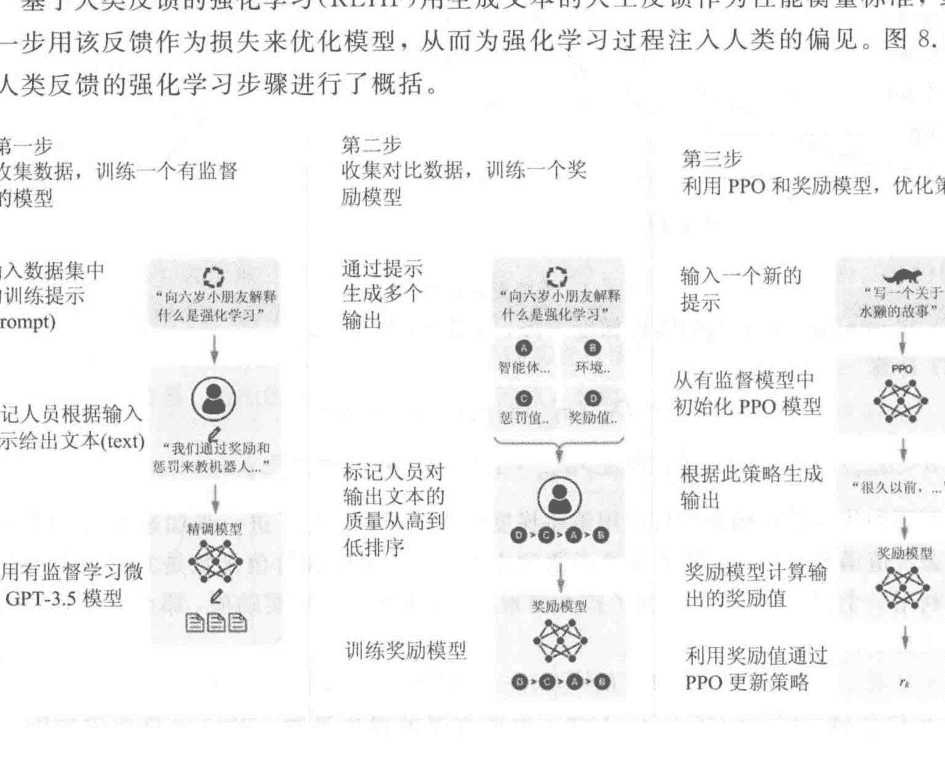 基于人类反馈的强化学习(RLHF)用生成文本的人工反馈作为性能衡量标准，
一步用该反馈作为损失来优化模型，从而为强化学习过程注入人类的偏见。图 8.
人类反馈的强化学习步骤进行了概括。
第一步
收集数据，训练一个有监督
的模型
输入数据集中
的训练提示
rompt)
“向六岁小朋友解释
什么是强化学习”
记人员根据输入
示给出文本(text)
“我们通过奖励和
惩罚来教机器人...”
用有监督学习微
GPT-3.5 模型
精调模型
第二步
收集对比数据，训练一个奖
励模型
通过提示
生成多个
输出
“向六岁小朋友解释
什么是强化学习”
A
B
智能体...
环境..
C
D
惩罚值..
奖励值..
标记人员对
输出文本的
质量从高到
低排序
D > C > A > B
训练奖励模型
奖励模型
D > C > A > B
第三步
利用 PPO 和奖励模型，优化策
输入一个新的
提示
“写一个关于
水獭的故事”
从有监督模型中
初始化 PPO 模型
PPO
根据此策略生成
输出
“很久以前，...”
奖励模型计算输
出的奖励值
奖励模型
利用奖励值通过
PPO 更新策略
rk